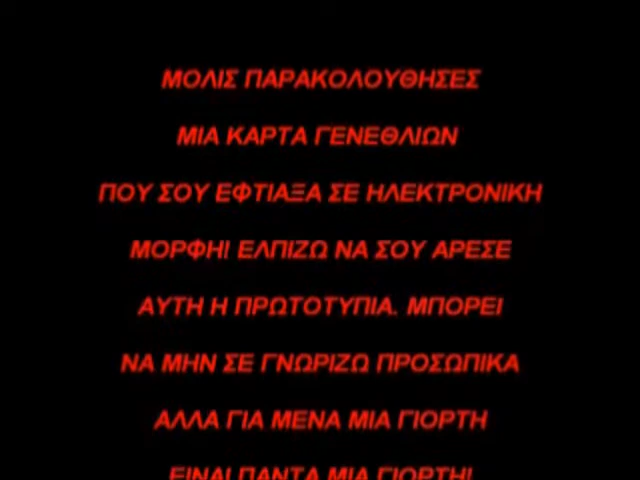 ΜΟΛΙΣ ΠΑΡΑΚΟΛΟΥΘΗΣΕΣ
ΜΙΑ ΚΑΡΤΑ ΓΕΝΕΘΛΙΩΝ
ΠΟΥ ΣΟΥ ΕΦΤΙΑΞΑ ΣΕ ΗΛΕΚΤΡΟΝΙΚΗ
ΜΟΡΦΗ! ΕΛΠΙΖΩ ΝΑ ΣΟΥ ΑΡΕΣΕ
ΑΥΤΗ Η ΠΡΩΤΟΤΥΠΙΑ. ΜΠΟΡΕΙ
ΝΑ ΜΗΝ ΣΕ ΓΝΩΡΙΖΩ ΠΡΟΣΩΠΙΚΑ
ΑΛΛΑ ΓΙΑ ΜΕΝΑ ΜΙΑ ΓΙΟΡΤΗ
ΕΙΝΑΙ ΠΑΝΤΑ ΜΙΑ ΓΙΟΡΤΗ!